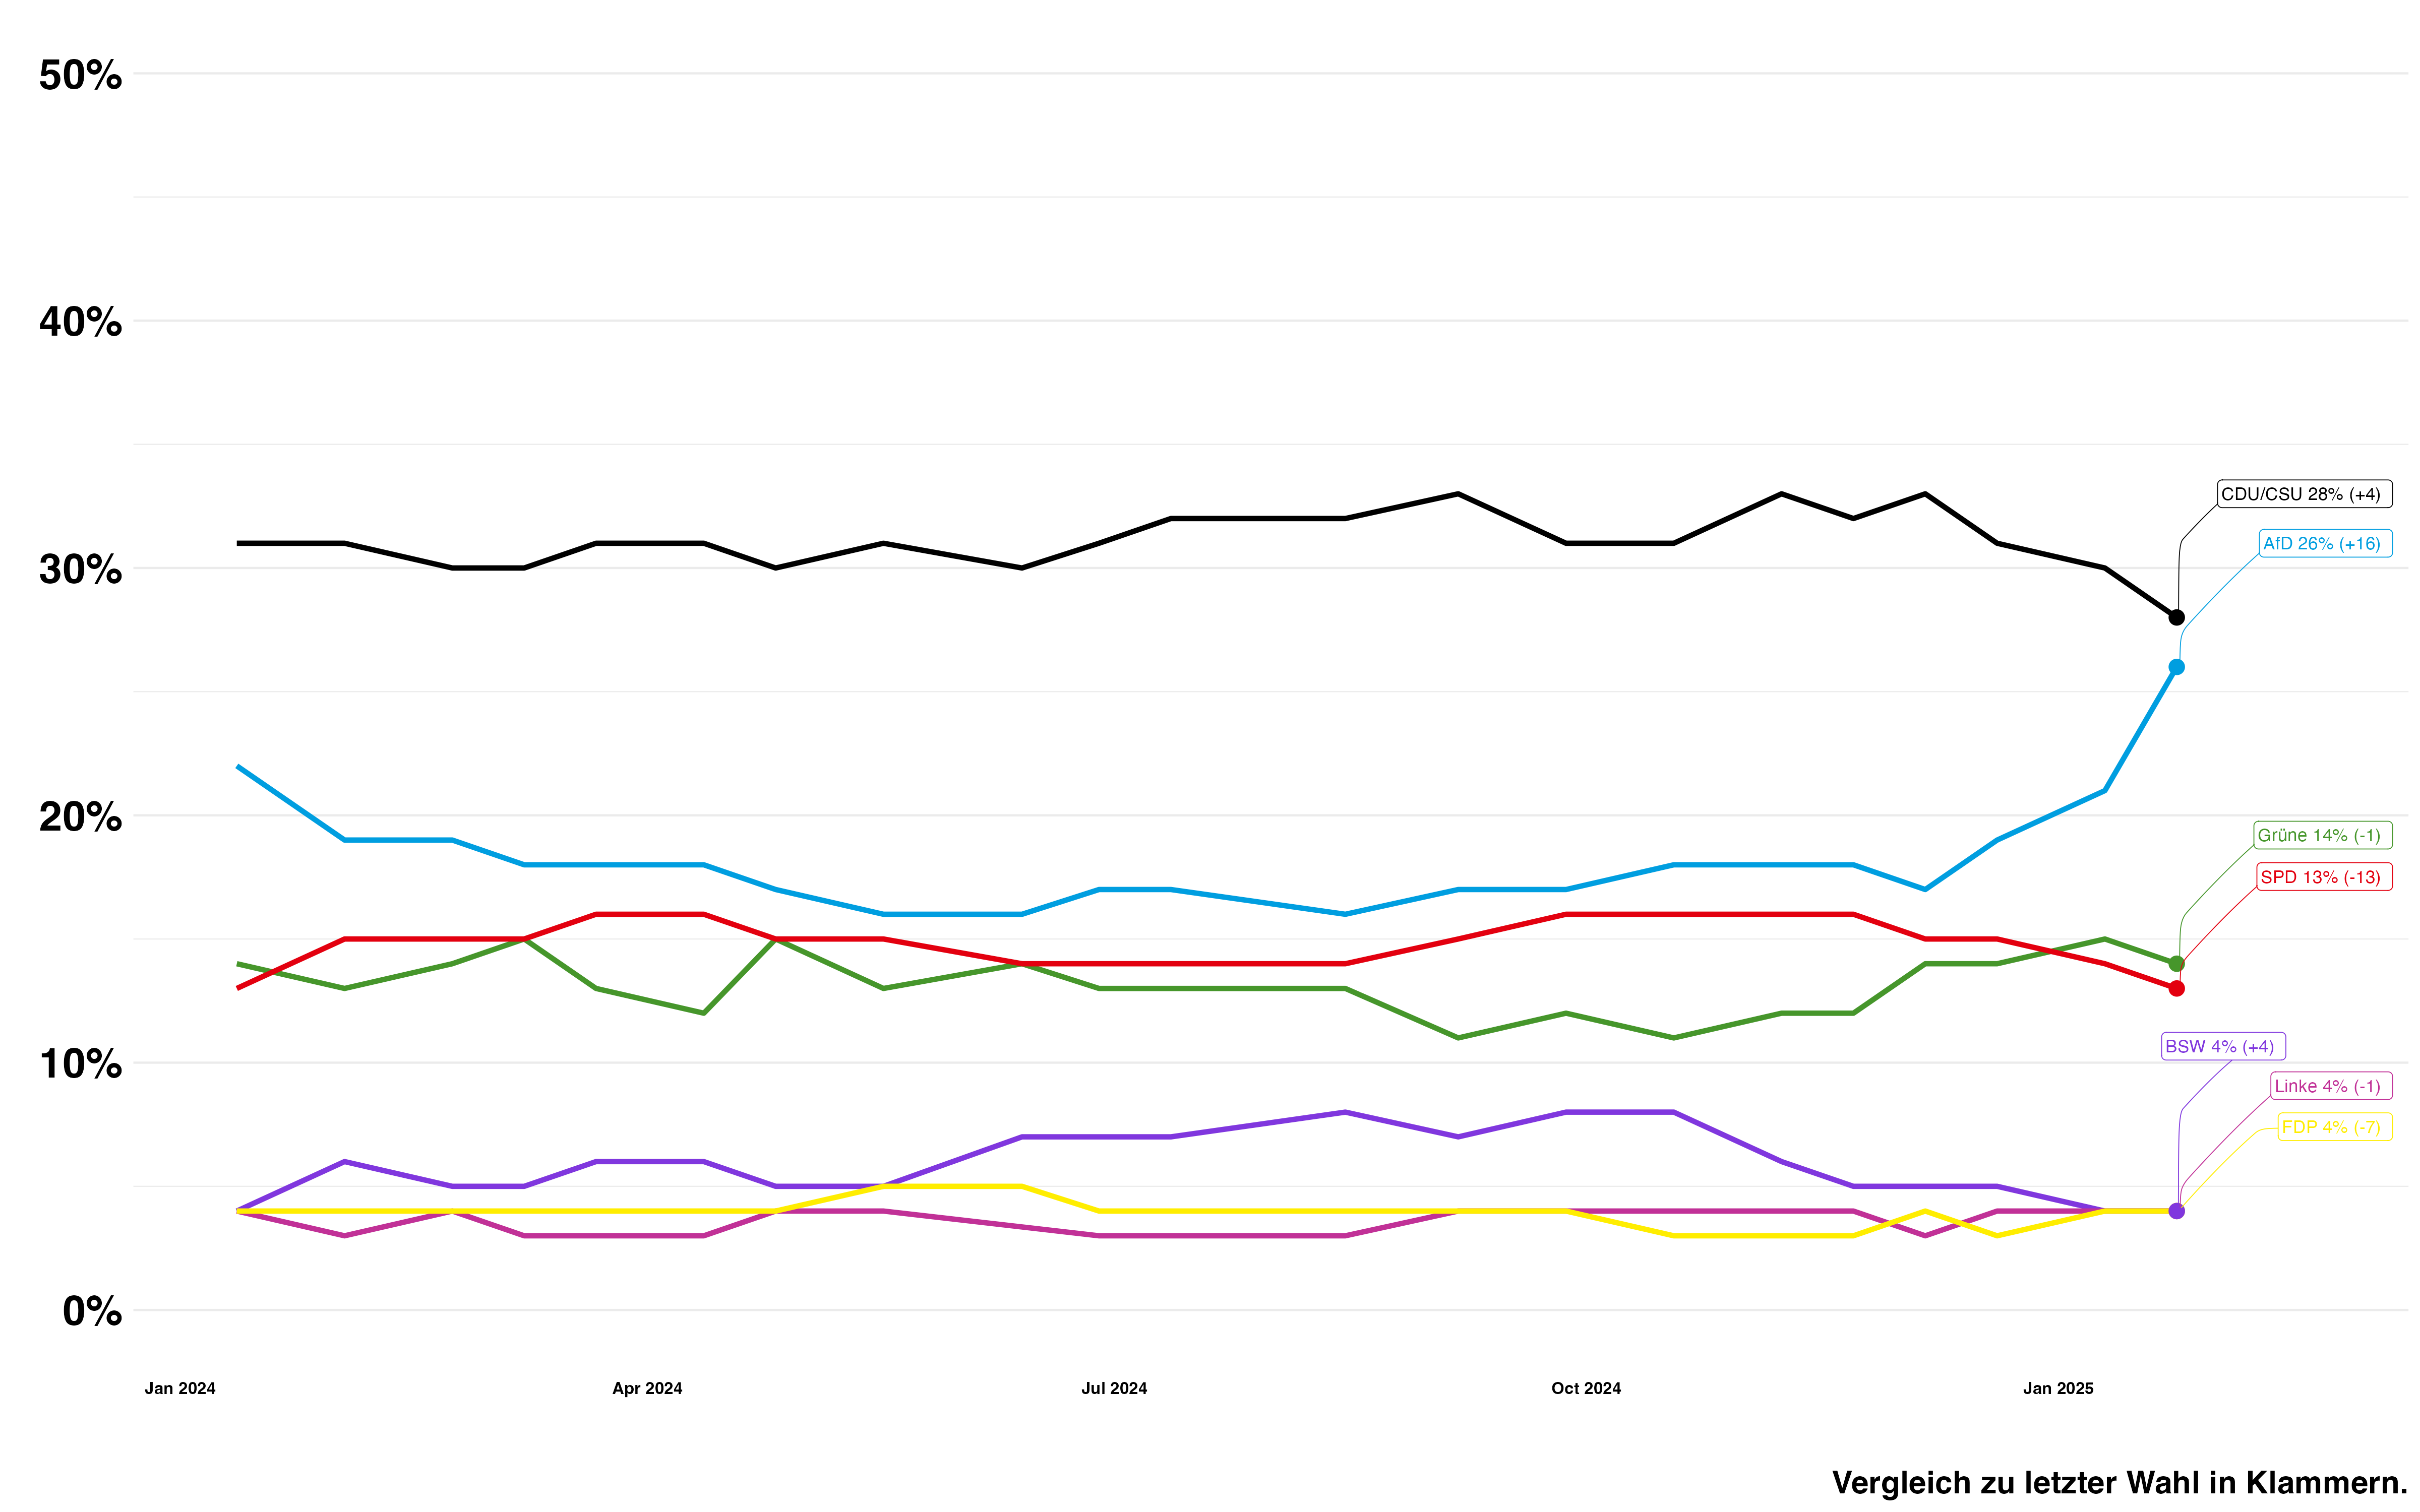 50%
40%
30%
20%
10%
0%
CDU/CSU 28% (+4)
AfD 26% (+16)
Grüne 14% (-1)
SPD 13% (-13)
BSW 4% (+4)
Linke 4% (-1)
FDP 4% (-7)
Jan 2024
Apr 2024
Jul 2024
Oct 2024
Jan 2025
Vergleich zu letzter Wahl in Klammern.